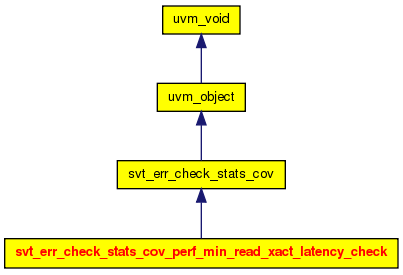 uvm_void
uvm_object
svt_err_check_stats_cov
svt_err_check_stats_cov_perf_min_read_xact_latency_check